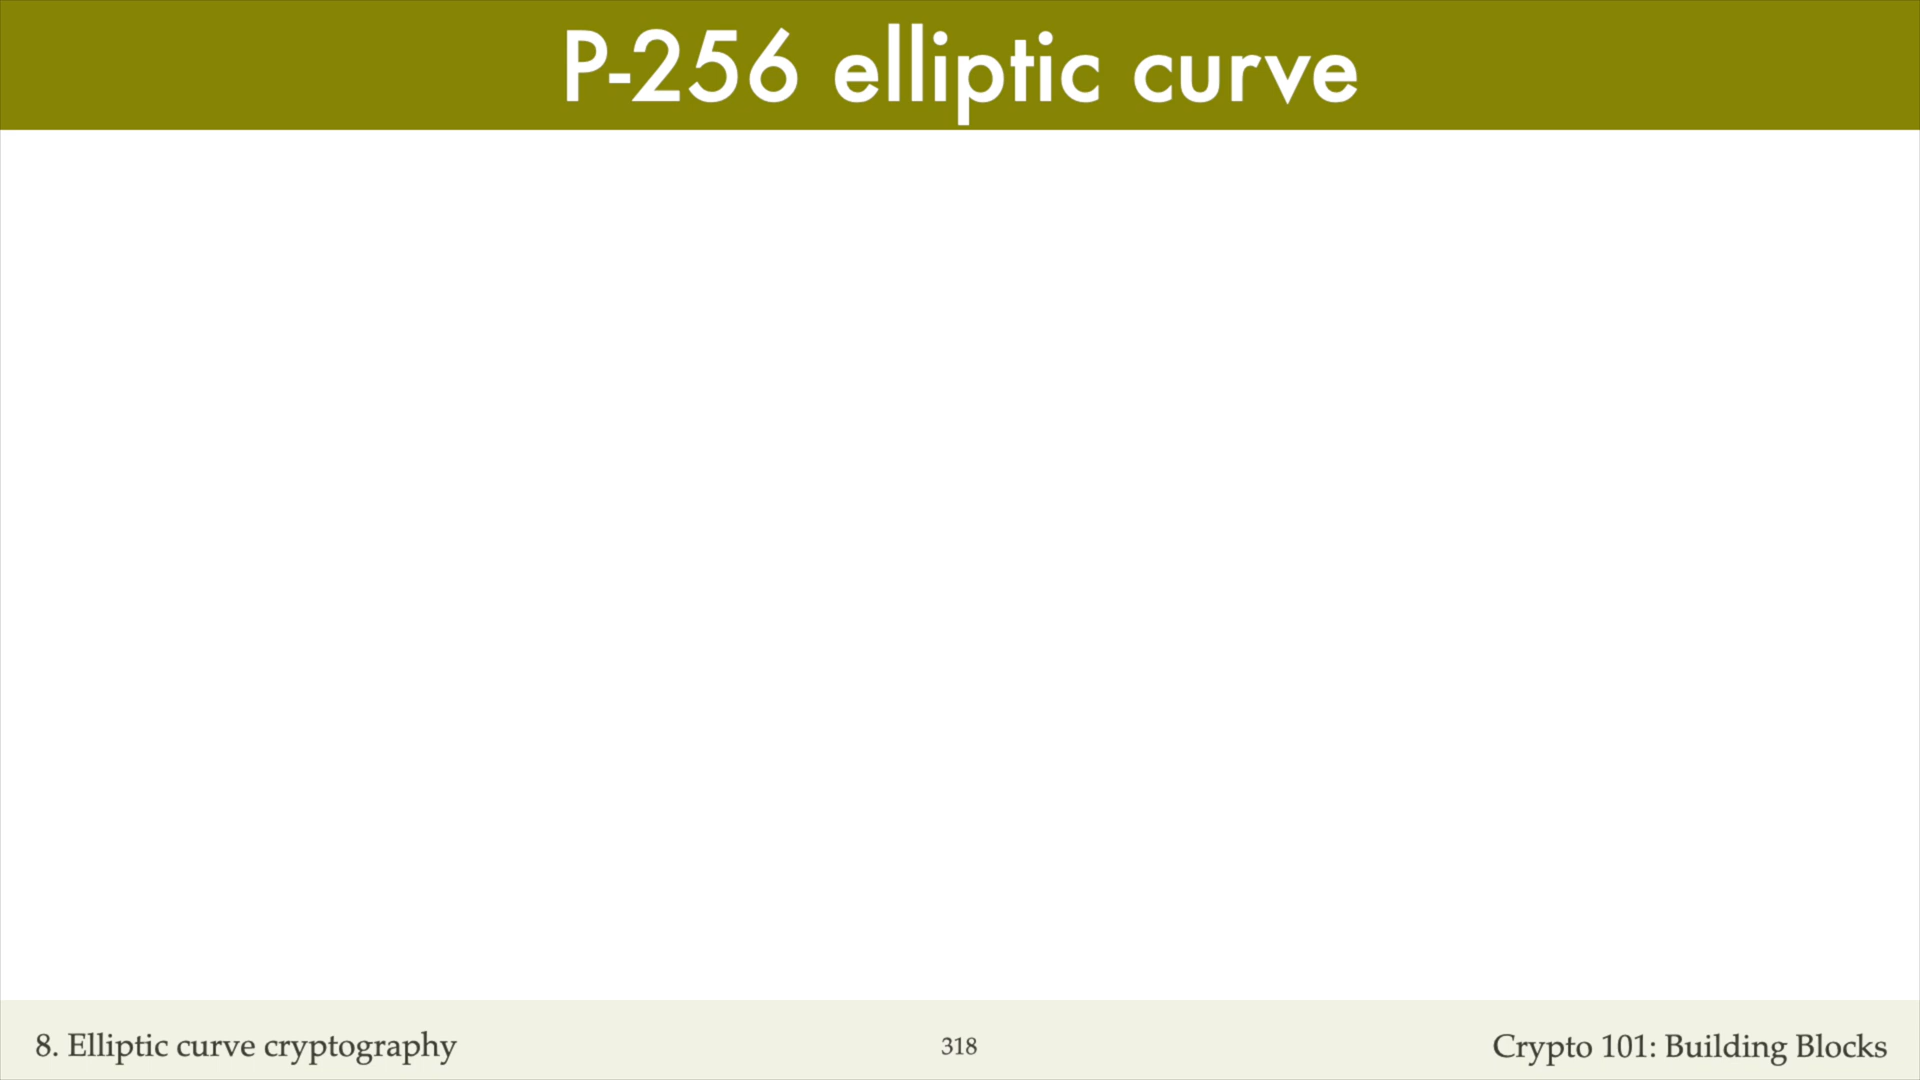 P-256 elliptic curve
8. Elliptic curve cryptography
318
Crypto 101: Building Blocks